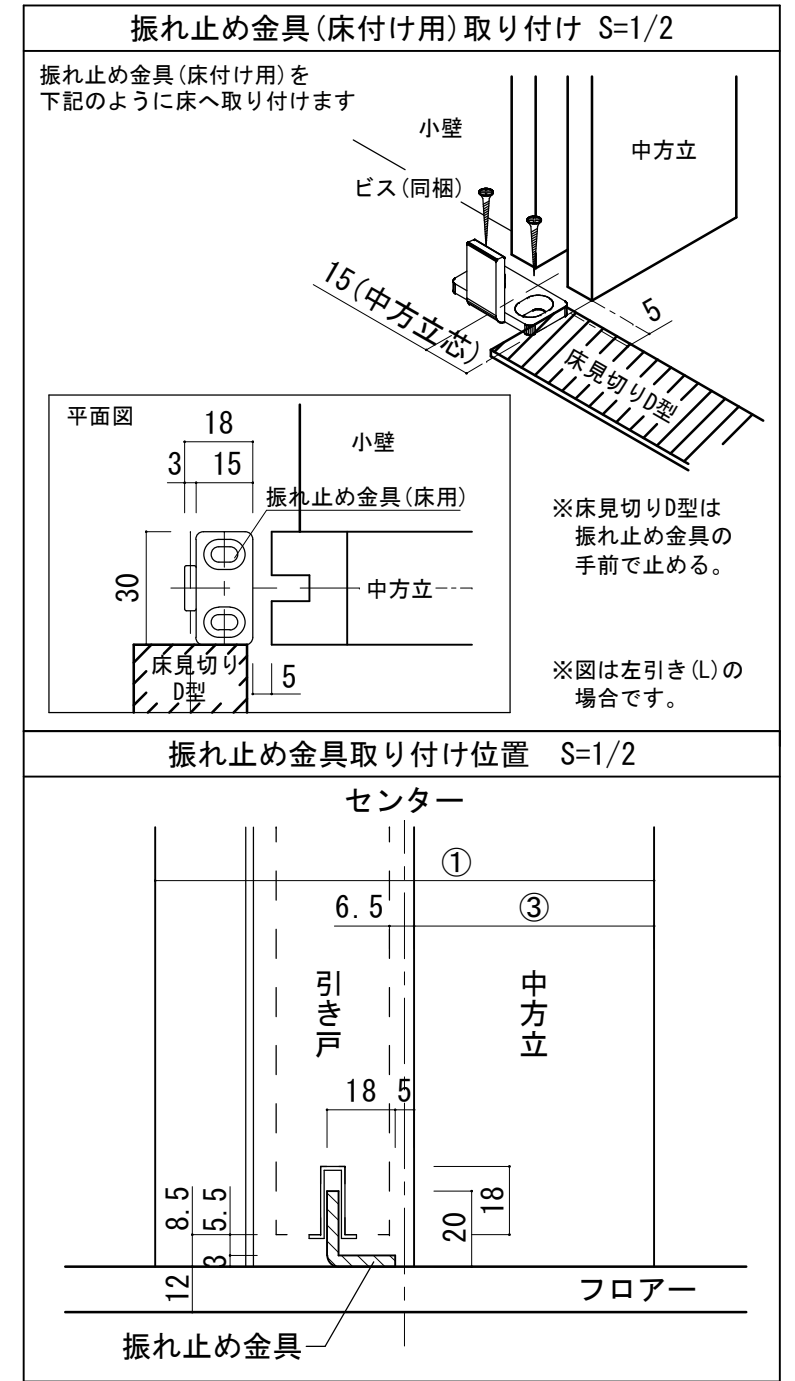 振れ止め金具(床付け用)取り付け S=1/2
振れ止め金具(床付け用)を
下記のように床へ取り付けます
小壁
中方立
ビス(同梱)
15(中方立芯)
5
床見切りD型
平面図
18
小壁
3
15
振れ止め金具(床用)
30
中方立
床見切り
D型
5
※床見切りD型は
振れ止め金具の
手前で止める。
※図は左引き(L)の
場合です。
振れ止め金具取り付け位置 S=1/2
センター
①
6.5
③
引き戸
中方立
18
5
8.5
5.5
3
12
20
18
フロアー
振れ止め金具